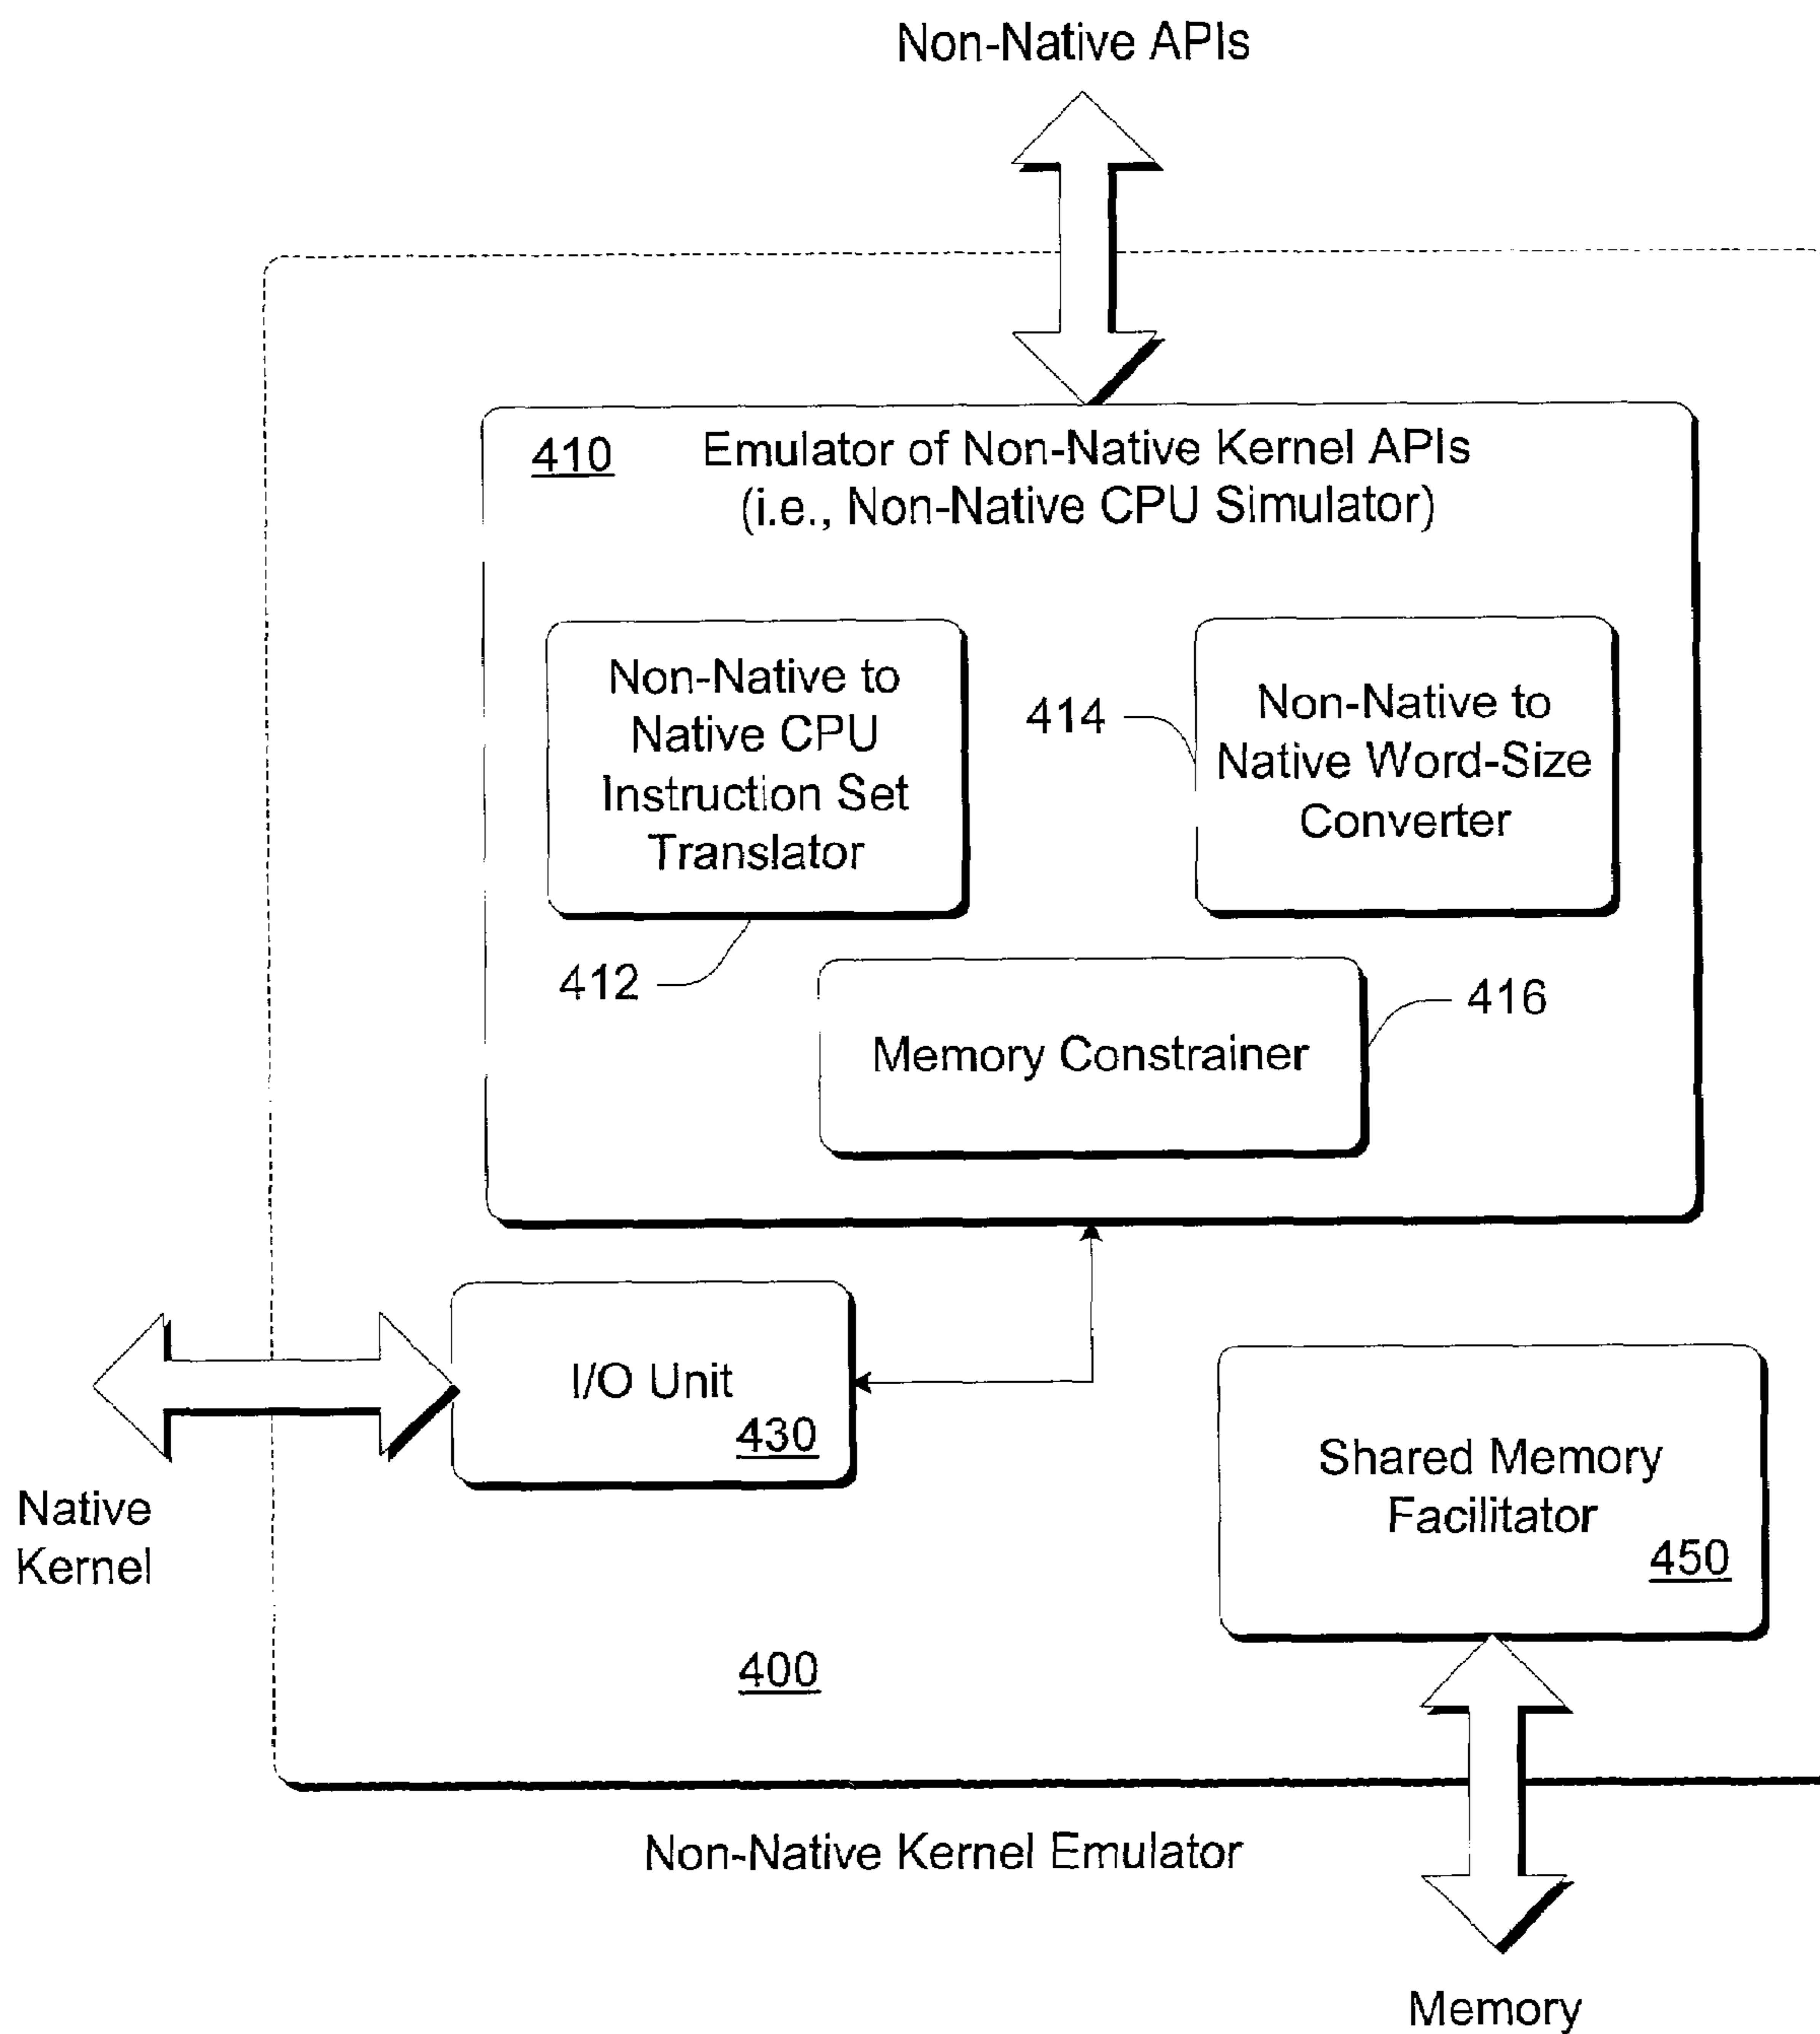 Non-Native APIs
410
Emulator of Non-Native Kernel APIs
(i.e., Non-Native CPU Simulator)
Non-Native to
Native CPU
Instruction Set
Translator
412
414
Non-Native to
Native Word-Size
Converter
Memory Constrainer
416
I/O Unit
430
Native
Kernel
Shared Memory
Facilitator
450
400
Non-Native Kernel Emulator
Memory